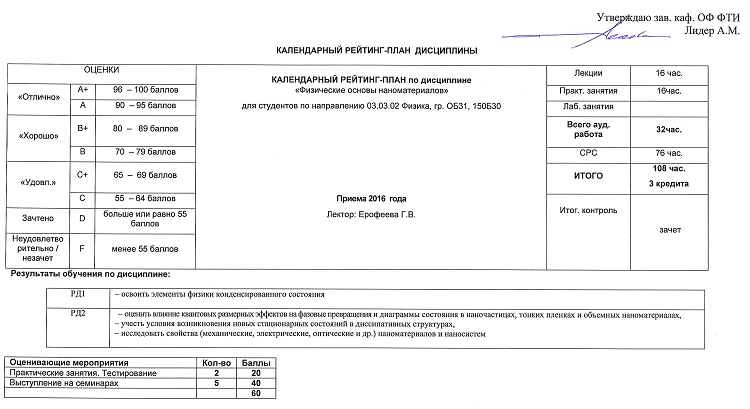 Утверждаю зав. каф. ОФ ФТИ
Лидер А.М.
КАЛЕНДАРНЫЙ РЕЙТИНГ-ПЛАН ДИСЦИПЛИНЫ
ОЦЕНКИ
«Отлично»
А+
96 – 100 баллов
А
90 – 95 баллов
«Хорошо»
В+
80 – 89 баллов
В
70 – 79 баллов
«Удовл.»
С+
65 – 69 баллов
С
55 – 64 баллов
Зачтено
D
больше или равно 55
баллов
Неудовлетво
рительно /
незачет
F
менее 55 баллов
КАЛЕНДАРНЫЙ РЕЙТИНГ-ПЛАН по дисциплине
«Физические основы наноматериалов»
для студентов по направлению 03.03.02 Физика, гр. ОБ31, 150Б30
Приема 2016 года
Лектор: Ерофеева Г.В.
Лекции
16 час.
Практ. занятия
16час.
Лаб. занятия
Всего ауд.
работа
32час.
СРС
76 час.
ИТОГО
108 час.
3 кредита
Итог. контроль
зачет
Результаты обучения по дисциплине:
РД1
– освоить элементы физики конденсированного состояния
РД2
– оценить влияние квантовых размерных эффектов на фазовые превращения и диаграммы состояния в наночастицах, тонких пленках и объемных наноматериалах,
– учесть условия возникновения новых стационарных состояний в диссипативных структурах,
– исследовать свойства (механические, электрические, оптические и др.) наноматериалов и наносистем
Оценивающие мероприятия
Кол-во
Баллы
Практические занятия. Тестирование
2
20
Выступление на семинарах
5
40
60